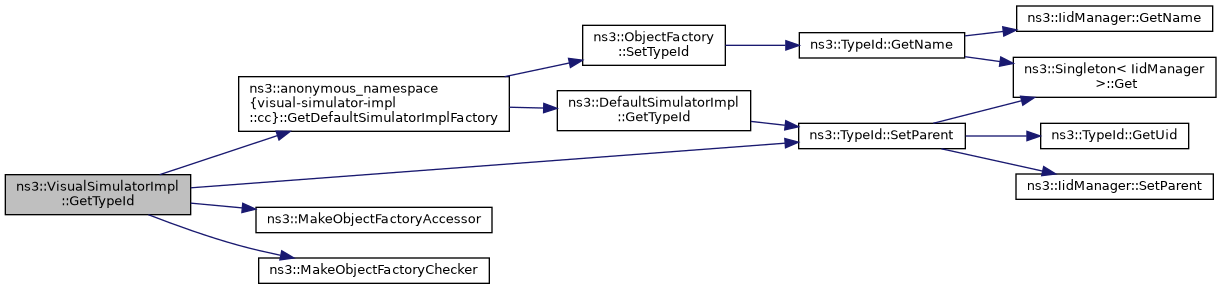 ns3::VisualSimulatorImpl
::GetTypeId
ns3::anonymous_namespace
{visual-simulator-impl
::cc}::GetDefaultSimulatorImplFactory
ns3::MakeObjectFactoryAccessor
ns3::MakeObjectFactoryChecker
ns3::ObjectFactory
::SetTypeId
ns3::DefaultSimulatorImpl
::GetTypeId
ns3::TypeId::GetName
ns3::TypeId::SetParent
ns3::IidManager::GetName
ns3::Singleton< IidManager
>::Get
ns3::TypeId::GetUid
ns3::IidManager::SetParent